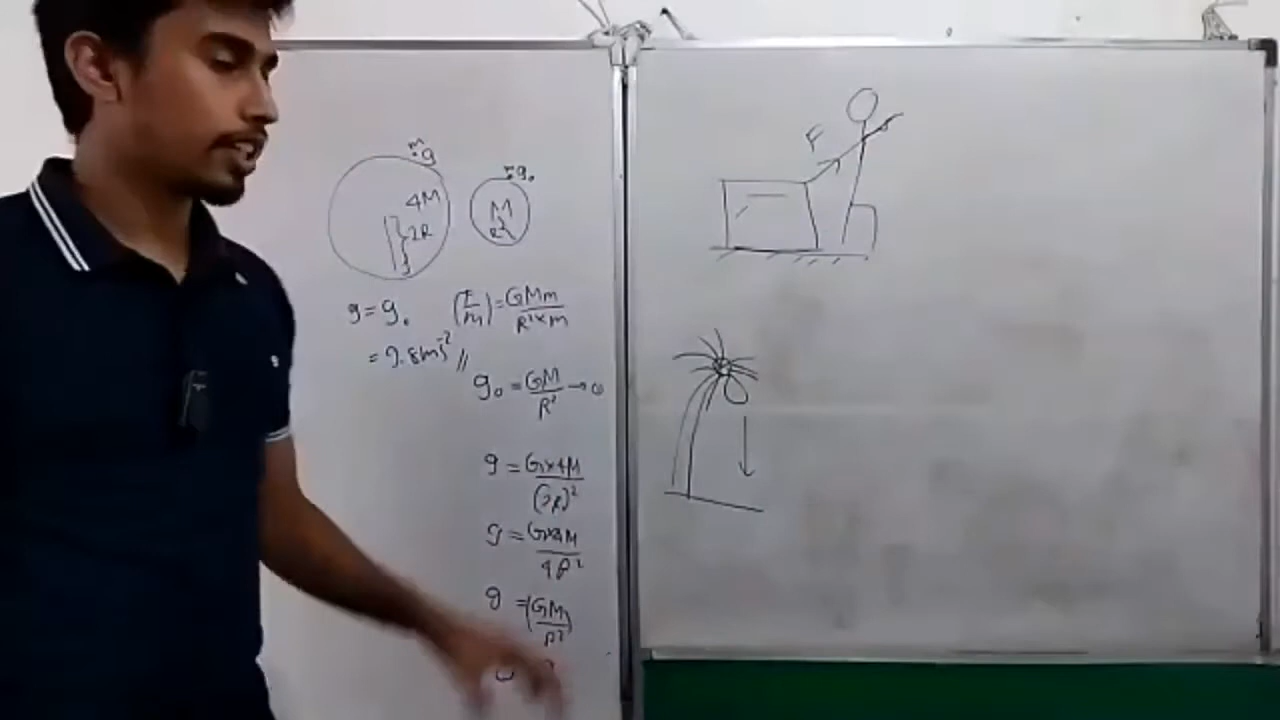 m
g
4M
2R
m g₀
M
R
g = g₀
= 9.8ms⁻² //
(F/m) = GMm/R²×m
g₀ = GM/R² →①
g = G×4M/(2R)²
g = G×4M/4R²
g = (GM/R²)
F